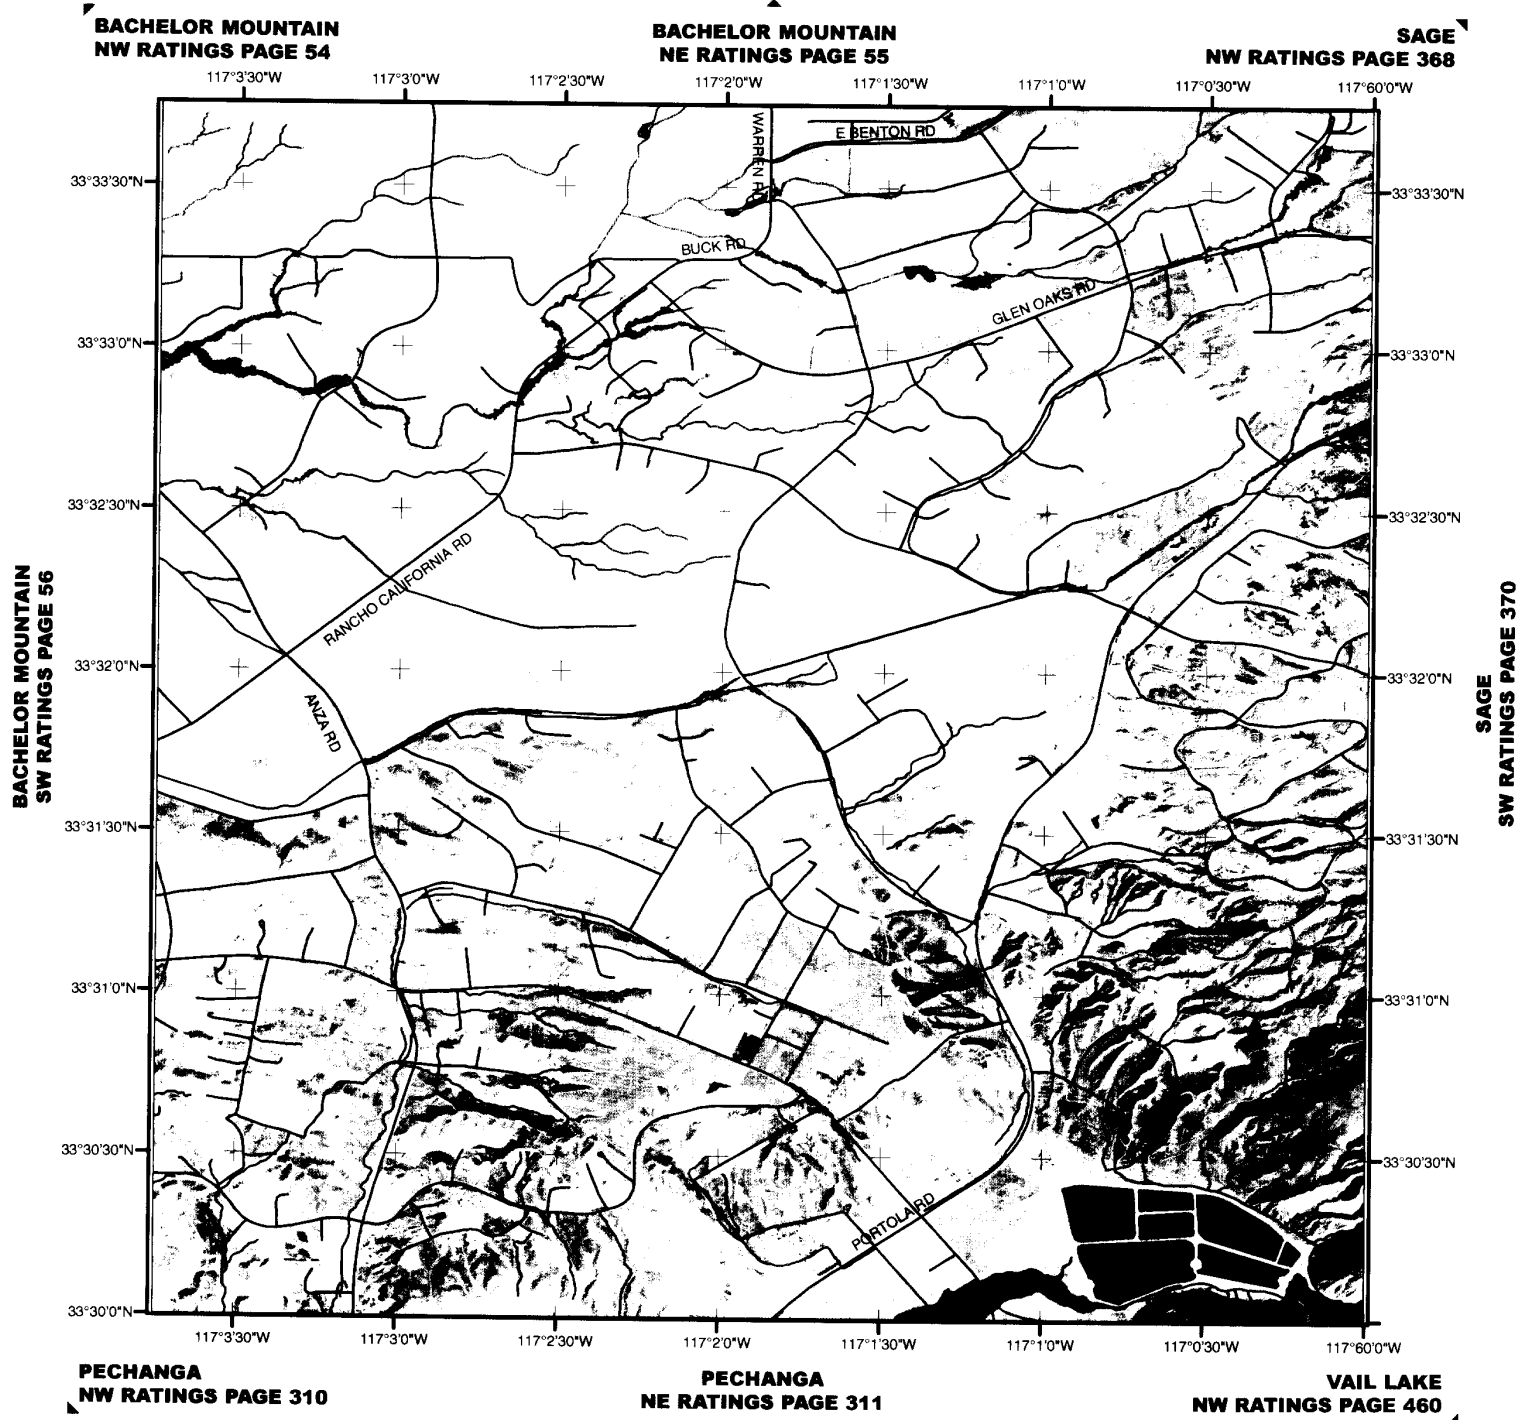 BACHELOR MOUNTAIN
NW RATINGS PAGE 54
BACHELOR MOUNTAIN
NE RATINGS PAGE 55
SAGE
NW RATINGS PAGE 368
117°3'30"W
117°3'0"W
117°2'30"W
117°2'0"W
117°1'30"W
117°1'0"W
117°0'30"W
117°60'0"W
WARREN RD
E BENTON RD
33°33'30"N
33°33'30"N
BUCK RD
GLEN OAKS RD
33°33'0"N
33°33'0"N
33°32'30"N
33°32'30"N
RANCHO CALIFORNIA RD
BACHELOR MOUNTAIN
SW RATINGS PAGE 56
SAGE
SW RATINGS PAGE 370
33°32'0"N
33°32'0"N
ANZA RD
33°31'30"N
33°31'30"N
33°31'0"N
33°31'0"N
33°30'30"N
33°30'30"N
PORTOLA RD
33°30'0"N
117°3'30"W
117°3'0"W
117°2'30"W
117°2'0"W
117°1'30"W
117°1'0"W
117°0'30"W
117°60'0"W
PECHANGA
NW RATINGS PAGE 310
PECHANGA
NE RATINGS PAGE 311
VAIL LAKE
NW RATINGS PAGE 460